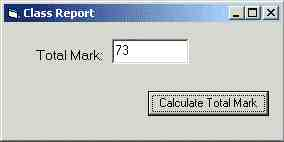 Class Report
Total Mark: 73
Calculate Total Mark